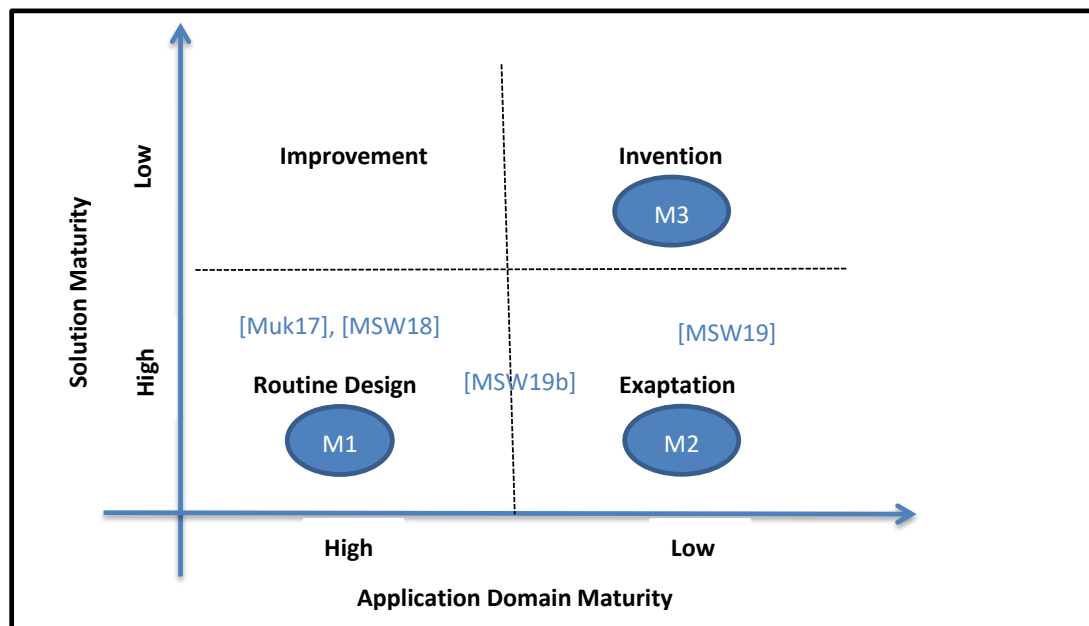 Solution Maturity
Low
High
Improvement
Invention
M3
[Muk17], [MSW18]
[MSW19]
[MSW19b]
Routine Design
Exaptation
M1
M2
High
Low
Application Domain Maturity